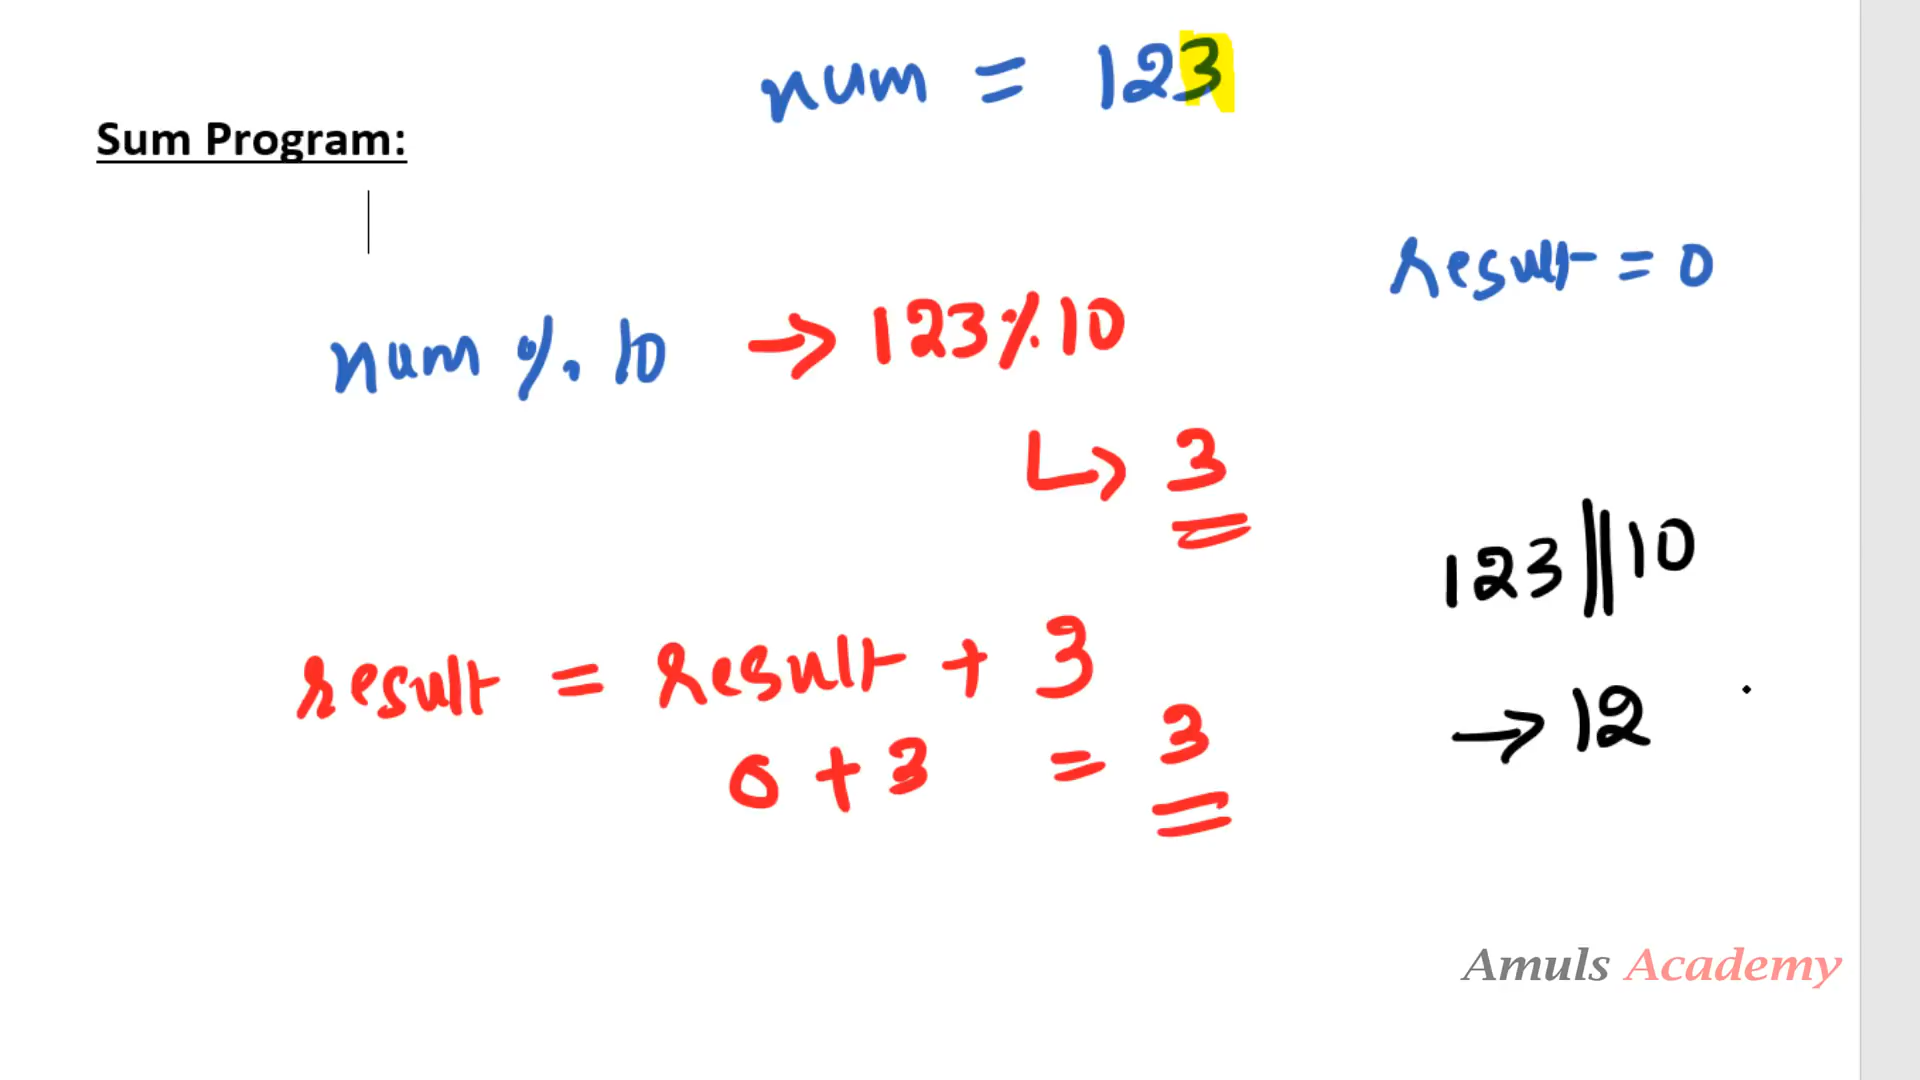 num = 123
Sum Program:
result = 0
num % 10 → 123 % 10
↳ 3
123 // 10
result = result + 3
→ 12
0 + 3 = 3
Amuls Academy